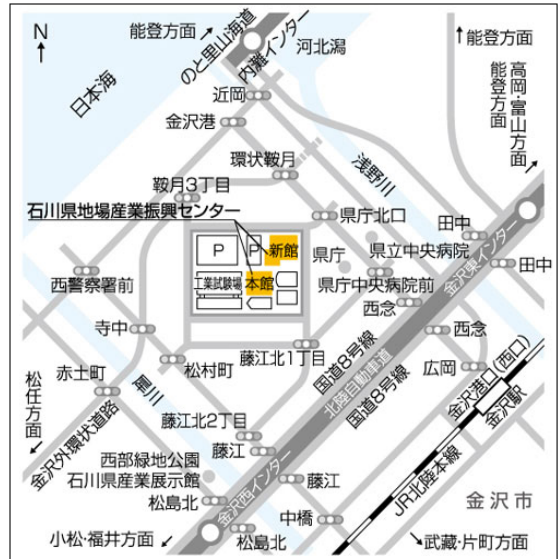 能登方面
のと里山海道
内灘インター
河北潟
能登方面
N
日本海
高岡・富山方面
能登方面
近岡
金沢港
環状鞍月
浅野川
鞍月3丁目
石川県地場産業振興センター
県庁北口
田中
P
P
新館
県庁
県立中央病院
金沢東インター
田中
西警察署前
工業試験場
本館
県庁中央病院前
西念
寺中
藤江北1丁目
国道8号線
北陸自動車道
国道8号線
西念
松村町
広岡
金沢港口(西口)
金沢駅
赤土町
松任方面
金沢外環状道路
犀川
藤江北2丁目
藤江
西部緑地公園
石川県産業展示館
藤江
JR北陸本線
金沢市
松島北
金沢西インター
中橋
小松・福井方面
松島北
武蔵・片町方面